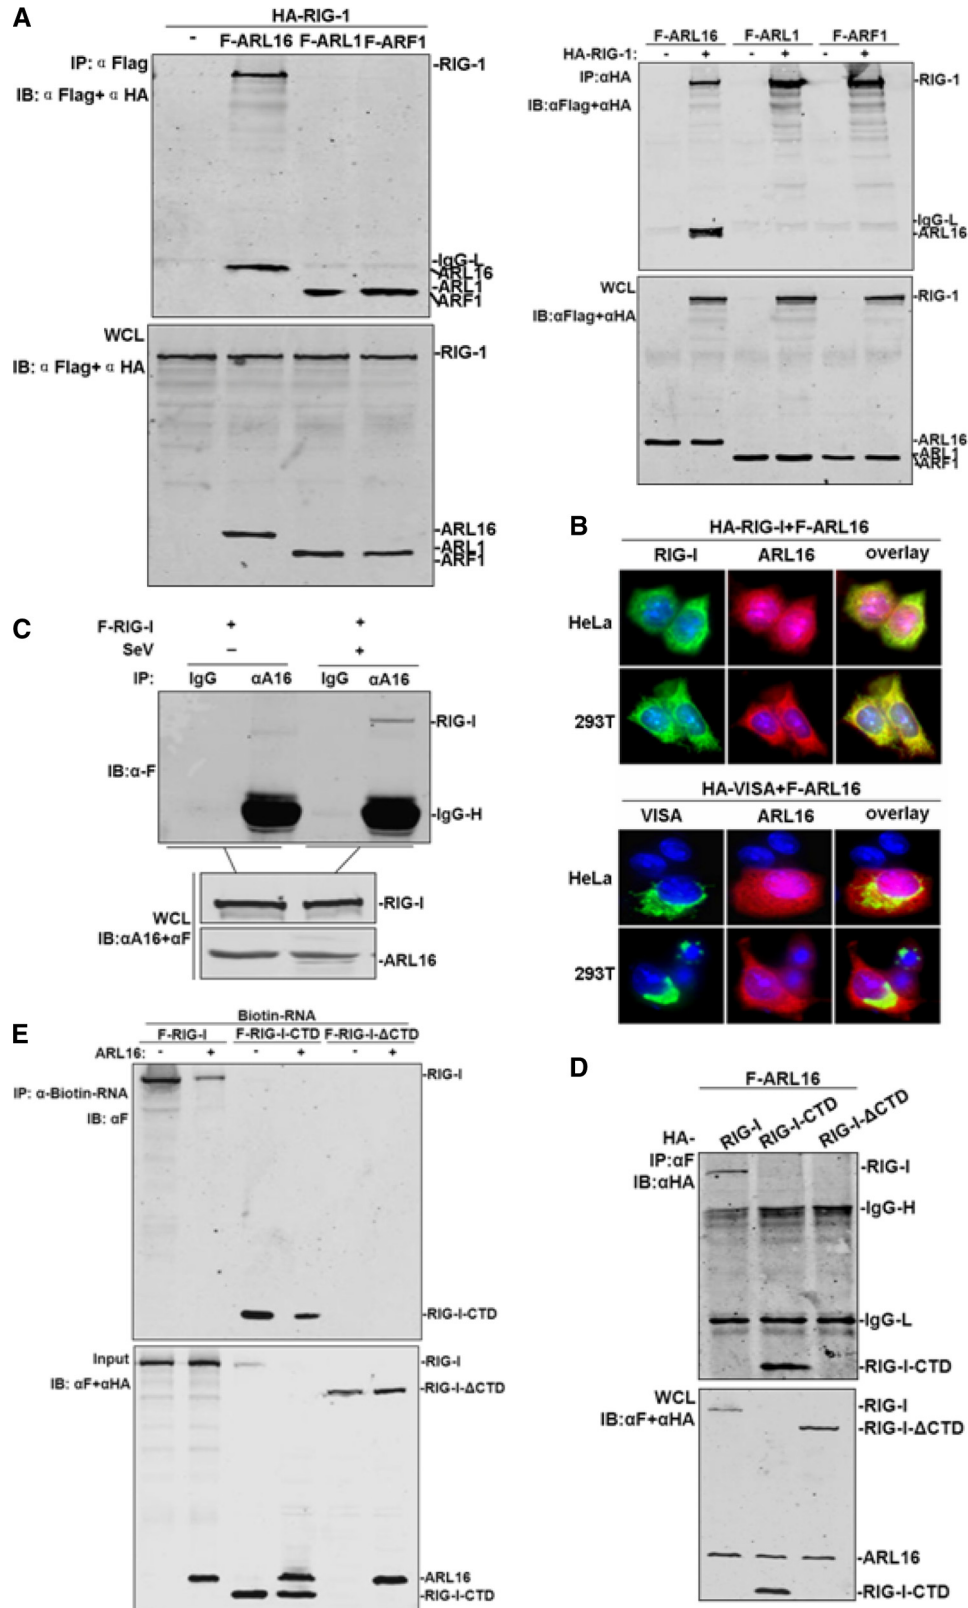 A
HA-RIG-1
- F-ARL16 F-ARL1 F-ARF1
IP: α Flag
IB: α Flag+ α HA
-RIG-1
-IgG-L
ARL16
-ARL1
ARF1
WCL
IB: α Flag+ α HA
-RIG-1
-ARL16
-ARL1
-ARF1
F-ARL16 F-ARL1 F-ARF1
HA-RIG-1: - + - + - +
IP:αHA
IB:αFlag+αHA
-RIG-1
-IgG-L
-ARL16
WCL
IB:αFlag+αHA
-RIG-1
-ARL16
-ARL1
ARF1
B
HA-RIG-I+F-ARL16
RIG-I ARL16 overlay
HeLa
293T
HA-VISA+F-ARL16
VISA ARL16 overlay
HeLa
293T
C
F-RIG-I + +
SeV - +
IP: IgG αA16 IgG αA16
IB:α-F
-RIG-I
-IgG-H
WCL
IB:αA16+αF
-RIG-I
-ARL16
E
Biotin-RNA
F-RIG-I F-RIG-I-CTD F-RIG-I-ΔCTD
ARL16: - + - + - +
IP: α-Biotin-RNA
IB: αF
-RIG-I
-RIG-I-CTD
Input
IB: αF+αHA
-RIG-I
-RIG-I-ΔCTD
-ARL16
-RIG-I-CTD
D
F-ARL16
HA- RIG-I RIG-I-CTD RIG-I-ΔCTD
IP:αF
IB:αHA
-RIG-I
-IgG-H
-IgG-L
-RIG-I-CTD
WCL
IB:αF+αHA
-RIG-I
-RIG-I-ΔCTD
-ARL16
-RIG-I-CTD